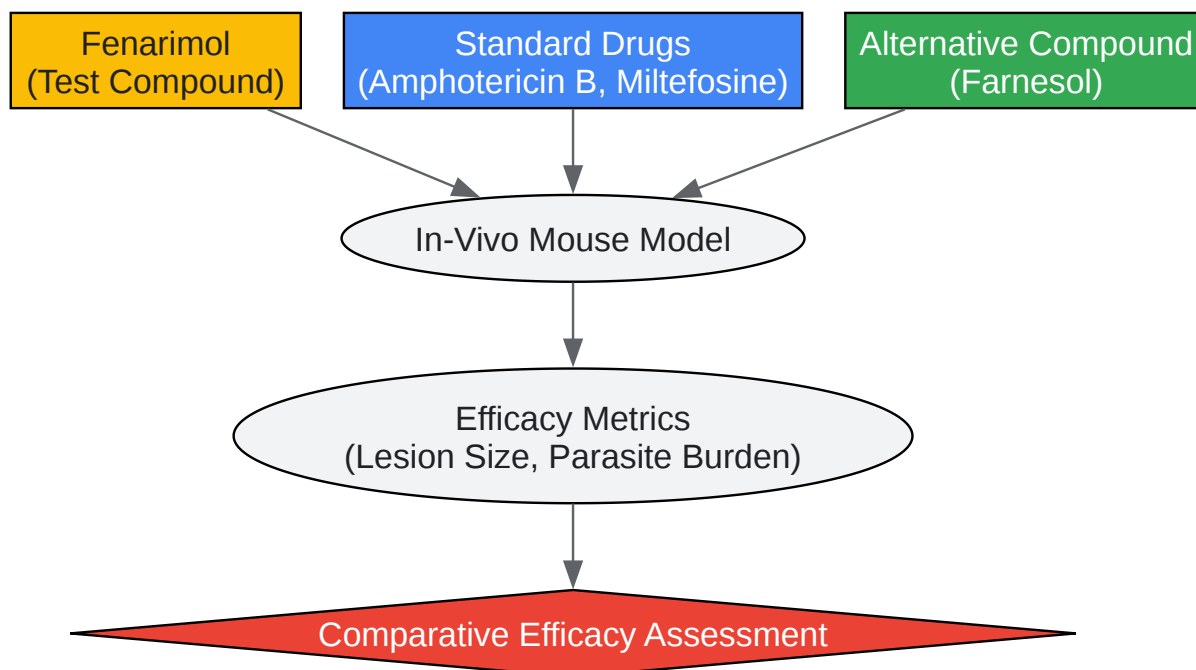 Fenarimol
(Test Compound)
Standard Drugs
(Amphotericin B, Miltefosine)
Alternative Compound
(Farnesol)
In-Vivo Mouse Model
Efficacy Metrics
(Lesion Size, Parasite Burden)
Comparative Efficacy Assessment